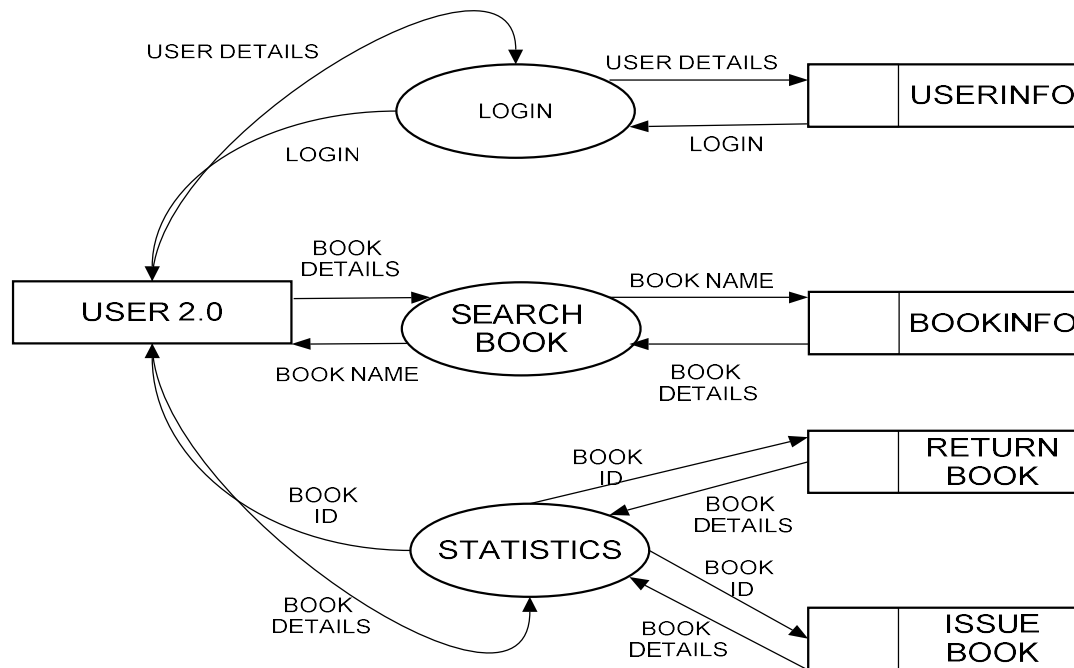 USER DETAILS
USER DETAILS
USERINFO
LOGIN
LOGIN
LOGIN
BOOK
DETAILS
BOOK NAME
USER 2.0
SEARCH
BOOK
BOOKINFO
BOOK NAME
BOOK
DETAILS
BOOK
ID
RETURN
BOOK
BOOK
ID
BOOK
DETAILS
STATISTICS
BOOK
ID
BOOK
DETAILS
BOOK
DETAILS
ISSUE
BOOK